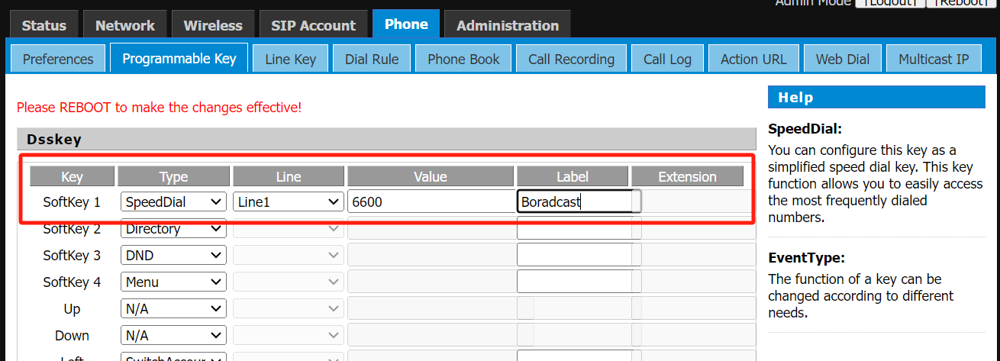 Admin Mode [Logout] [Reboot]
Status Network Wireless SIP Account Phone Administration
Preferences Programmable Key Line Key Dial Rule Phone Book Call Recording Call Log Action URL Web Dial Multicast IP
Please REBOOT to make the changes effective!
Dsskey
Key Type Line Value Label Extension
SoftKey 1 SpeedDial Line1 6600 Boradcast
SoftKey 2 Directory
SoftKey 3 DND
SoftKey 4 Menu
Up N/A
Down N/A
Left SwitchAccour
Help
SpeedDial:
You can configure this key as a
simplified speed dial key. This key
function allows you to easily access
the most frequently dialed
numbers.
EventType:
The function of a key can be
changed according to different
needs.